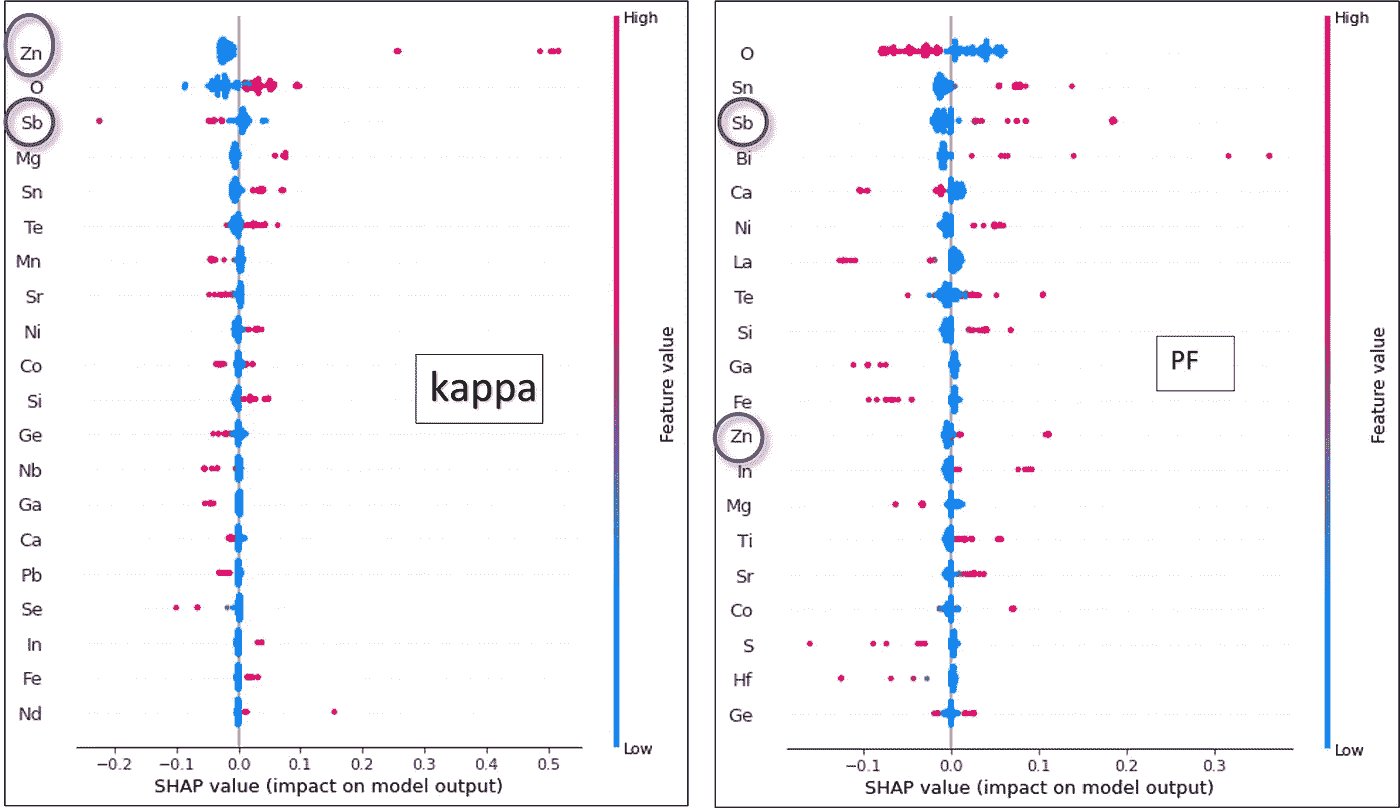 Zn
O
Sb
Mg
Sn
Te
Mn
Sr
Ni
Co
Si
Ge
Nb
Ga
Ca
Pb
Se
In
Fe
Nd
−0.2 −0.1 0.0 0.1 0.2 0.3 0.4 0.5
SHAP value (impact on model output)
High
Low
Feature value
kappa
O
Sn
Sb
Bi
Ca
Ni
La
Te
Si
Ga
Fe
Zn
In
Mg
Ti
Sr
Co
S
Hf
Ge
−0.1 0.0 0.1 0.2 0.3
SHAP value (impact on model output)
High
Low
Feature value
PF